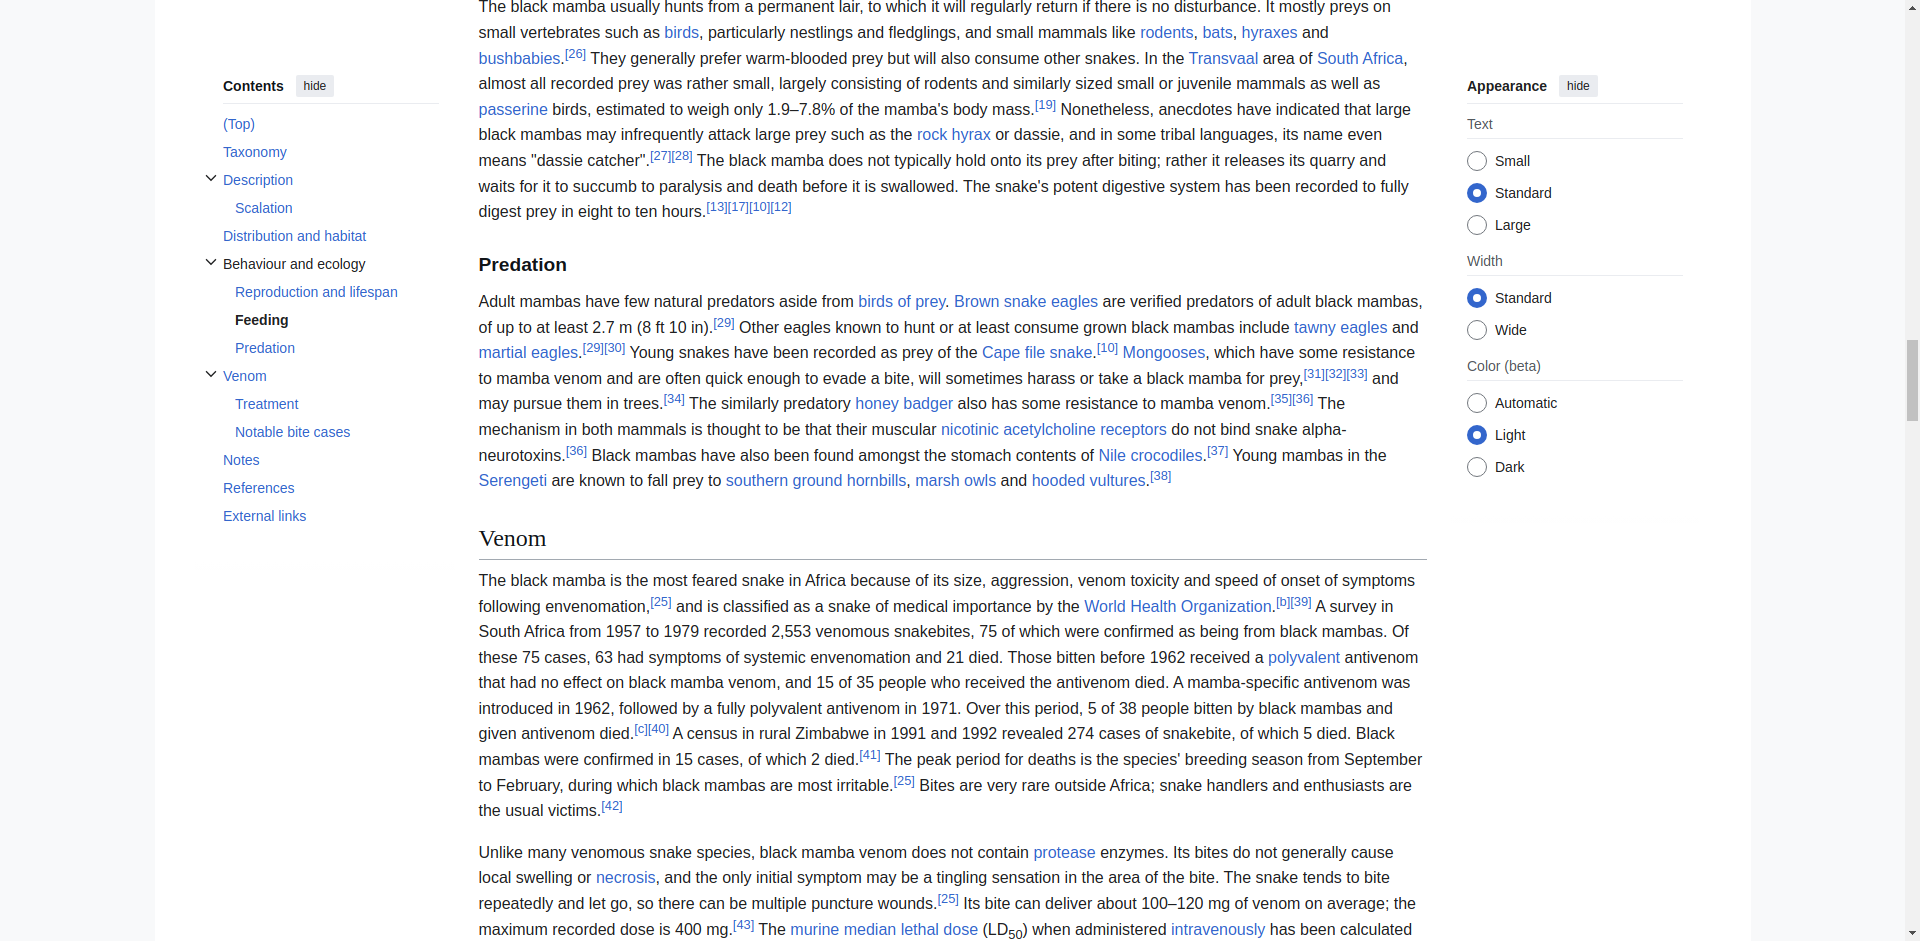 Contents hide
(Top)
Taxonomy
Description
Scalation
Distribution and habitat
Behaviour and ecology
Reproduction and lifespan
Feeding
Predation
Venom
Treatment
Notable bite cases
Notes
References
External links
The black mamba usually hunts from a permanent lair, to which it will regularly return if there is no disturbance. It mostly preys on
small vertebrates such as birds, particularly nestlings and fledglings, and small mammals like rodents, bats, hyraxes and
bushbabies.[26] They generally prefer warm-blooded prey but will also consume other snakes. In the Transvaal area of South Africa,
almost all recorded prey was rather small, largely consisting of rodents and similarly sized small or juvenile mammals as well as
passerine birds, estimated to weigh only 1.9–7.8% of the mamba's body mass.[19] Nonetheless, anecdotes have indicated that large
black mambas may infrequently attack large prey such as the rock hyrax or dassie, and in some tribal languages, its name even
means "dassie catcher".[27][28] The black mamba does not typically hold onto its prey after biting; rather it releases its quarry and
waits for it to succumb to paralysis and death before it is swallowed. The snake's potent digestive system has been recorded to fully
digest prey in eight to ten hours.[13][17][10][12]
Predation
Adult mambas have few natural predators aside from birds of prey. Brown snake eagles are verified predators of adult black mambas,
of up to at least 2.7 m (8 ft 10 in).[29] Other eagles known to hunt or at least consume grown black mambas include tawny eagles and
martial eagles.[29][30] Young snakes have been recorded as prey of the Cape file snake.[10] Mongooses, which have some resistance
to mamba venom and are often quick enough to evade a bite, will sometimes harass or take a black mamba for prey,[31][32][33] and
may pursue them in trees.[34] The similarly predatory honey badger also has some resistance to mamba venom.[35][36] The
mechanism in both mammals is thought to be that their muscular nicotinic acetylcholine receptors do not bind snake alpha-
neurotoxins.[36] Black mambas have also been found amongst the stomach contents of Nile crocodiles.[37] Young mambas in the
Serengeti are known to fall prey to southern ground hornbills, marsh owls and hooded vultures.[38]
Venom
The black mamba is the most feared snake in Africa because of its size, aggression, venom toxicity and speed of onset of symptoms
following envenomation,[25] and is classified as a snake of medical importance by the World Health Organization.[b][39] A survey in
South Africa from 1957 to 1979 recorded 2,553 venomous snakebites, 75 of which were confirmed as being from black mambas. Of
these 75 cases, 63 had symptoms of systemic envenomation and 21 died. Those bitten before 1962 received a polyvalent antivenom
that had no effect on black mamba venom, and 15 of 35 people who received the antivenom died. A mamba-specific antivenom was
introduced in 1962, followed by a fully polyvalent antivenom in 1971. Over this period, 5 of 38 people bitten by black mambas and
given antivenom died.[c][40] A census in rural Zimbabwe in 1991 and 1992 revealed 274 cases of snakebite, of which 5 died. Black
mambas were confirmed in 15 cases, of which 2 died.[41] The peak period for deaths is the species' breeding season from September
to February, during which black mambas are most irritable.[25] Bites are very rare outside Africa; snake handlers and enthusiasts are
the usual victims.[42]
Unlike many venomous snake species, black mamba venom does not contain protease enzymes. Its bites do not generally cause
local swelling or necrosis, and the only initial symptom may be a tingling sensation in the area of the bite. The snake tends to bite
repeatedly and let go, so there can be multiple puncture wounds.[25] Its bite can deliver about 100–120 mg of venom on average; the
maximum recorded dose is 400 mg.[43] The murine median lethal dose (LD50) when administered intravenously has been calculated
Appearance hide
Text
Small
Standard
Large
Width
Standard
Wide
Color (beta)
Automatic
Light
Dark